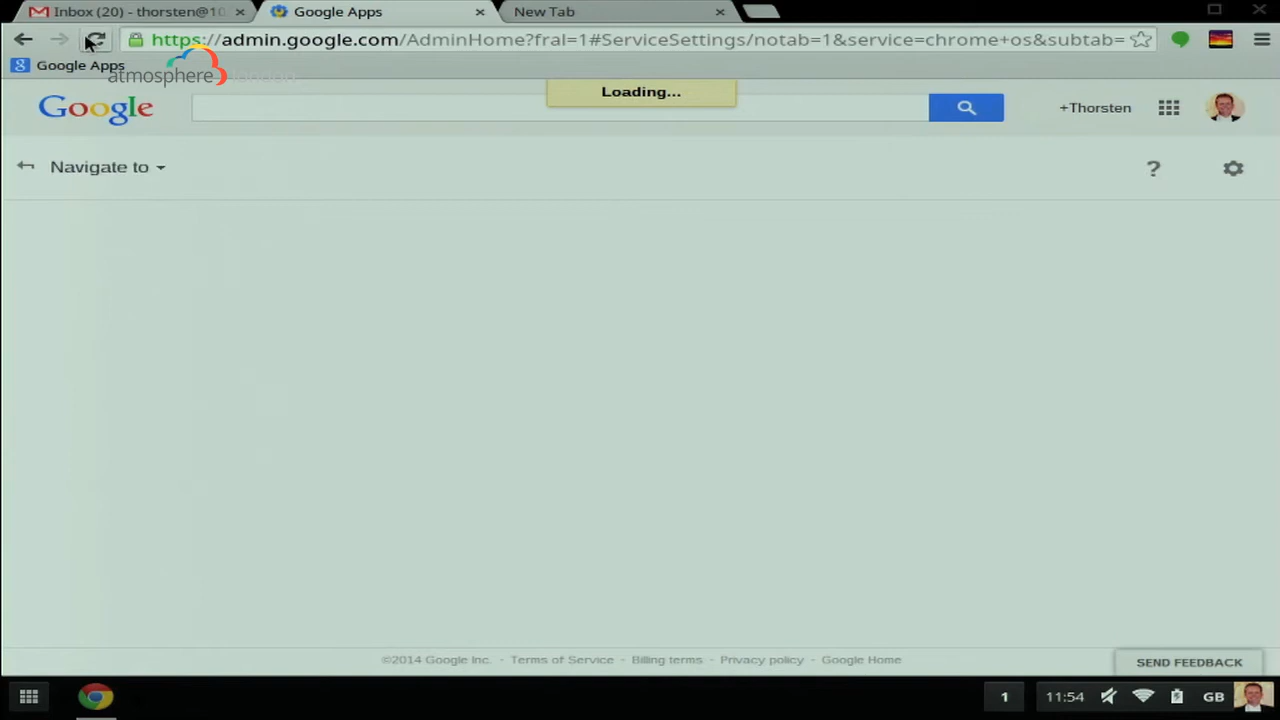 Inbox (20) - thorsten@10
Google Apps
New Tab
https://admin.google.com/AdminHome?fral=1#ServiceSettings/notab=1&service=chrome+os&subtab=
Google Apps
atmosphere
Loading...
Google
+Thorsten
Navigate to
?
©2014 Google Inc. - Terms of Service - Billing terms - Privacy policy - Google Home
SEND FEEDBACK
1
11:54
GB